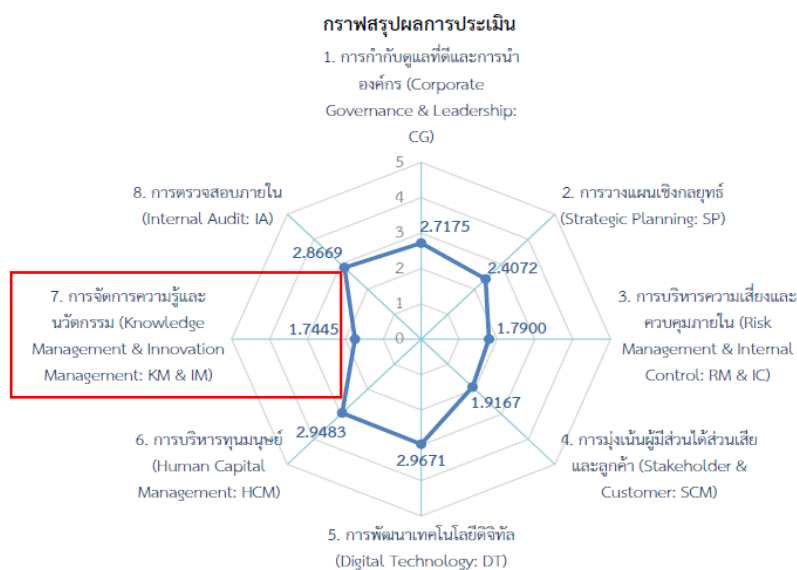 กราฟสรุปผลการประเมิน
1. การกำกับดูแลที่ดีและการนำ
องค์กร (Corporate
Governance & Leadership:
CG)
5
4
3
2
1
0
2.7175
2.4072
1.7900
1.9167
2.9671
2.9483
1.7445
2.8669
2. การวางแผนเชิงกลยุทธ์
(Strategic Planning: SP)
3. การบริหารความเสี่ยงและ
ควบคุมภายใน (Risk
Management & Internal
Control: RM & IC)
4. การมุ่งเน้นผู้มีส่วนได้ส่วนเสีย
และลูกค้า (Stakeholder &
Customer: SCM)
5. การพัฒนาเทคโนโลยีดิจิทัล
(Digital Technology: DT)
6. การบริหารทุนมนุษย์
(Human Capital
Management: HCM)
7. การจัดการความรู้และ
นวัตกรรม (Knowledge
Management & Innovation
Management: KM & IM)
8. การตรวจสอบภายใน
(Internal Audit: IA)